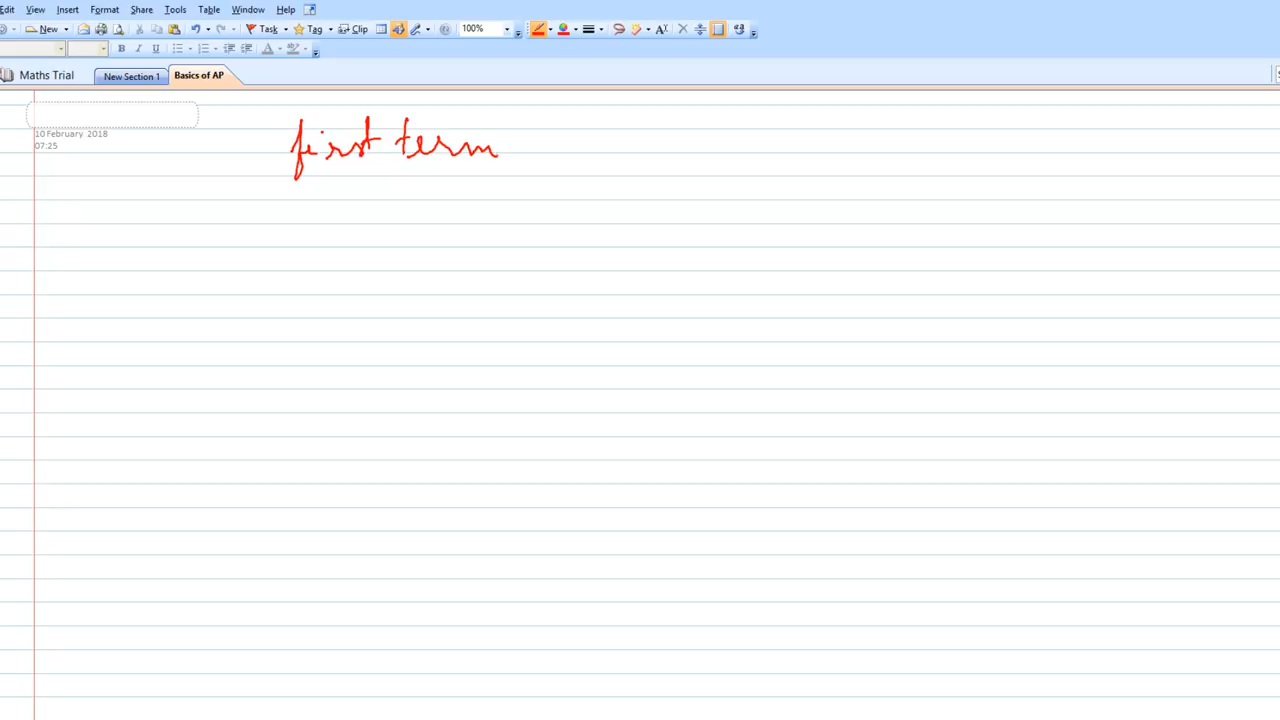 Edit View Insert Format Share Tools Table Window Help
New Task Tag Clip 100%
B I U A
Maths Trial New Section 1 Basics of AP
10 February 2018
07:25
first term